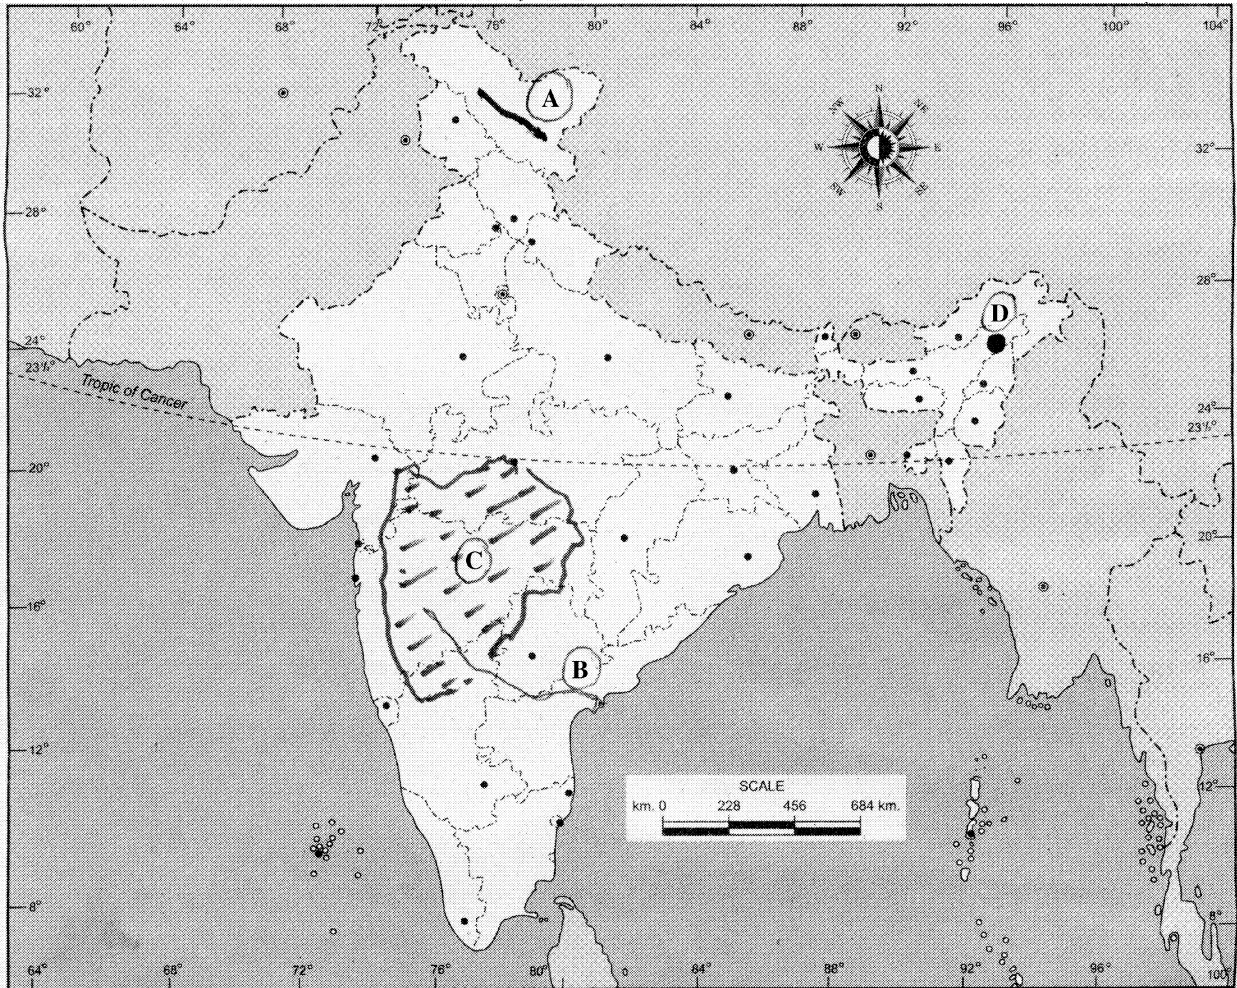 60° 64° 68° 72° 76° 80° 84° 88° 92° 96° 100° 104°
A
32°
N
NW NE
W E
SW SE
S
32°
28°
28°
D
24°
23½°
Tropic of Cancer
24°
23½°
20°
20°
C
16°
16°
B
12°
12°
SCALE
km. 0 228 456 684 km.
8°
8°
64° 68° 72° 76° 80° 0 84° 88° 92° 96° 100°